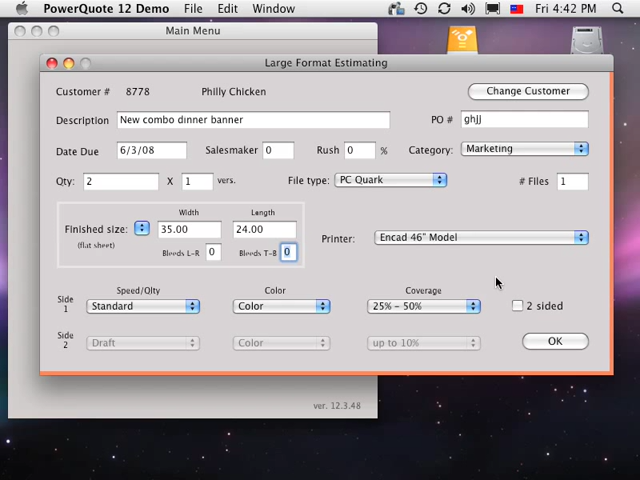 PowerQuote 12 Demo File Edit Window Fri 4:42 PM
Main Menu
Large Format Estimating
Customer # 8778 Philly Chicken Change Customer
Description New combo dinner banner PO # ghJJ
Date Due 6/3/08 Salesmaker 0 Rush 0 % Category: Marketing
Qty: 2 X 1 vers. File type: PC Quark # Files 1
Width Length
Finished size: 35.00 24.00
(flat sheet) Bleeds L-R 0 Bleeds T-B 0
Printer: Encad 46" Model
Speed/Qlty Color Coverage
Side 1 Standard Color 25% - 50% 2 sided
Side 2 Draft Color up to 10% OK
ver. 12.3.48